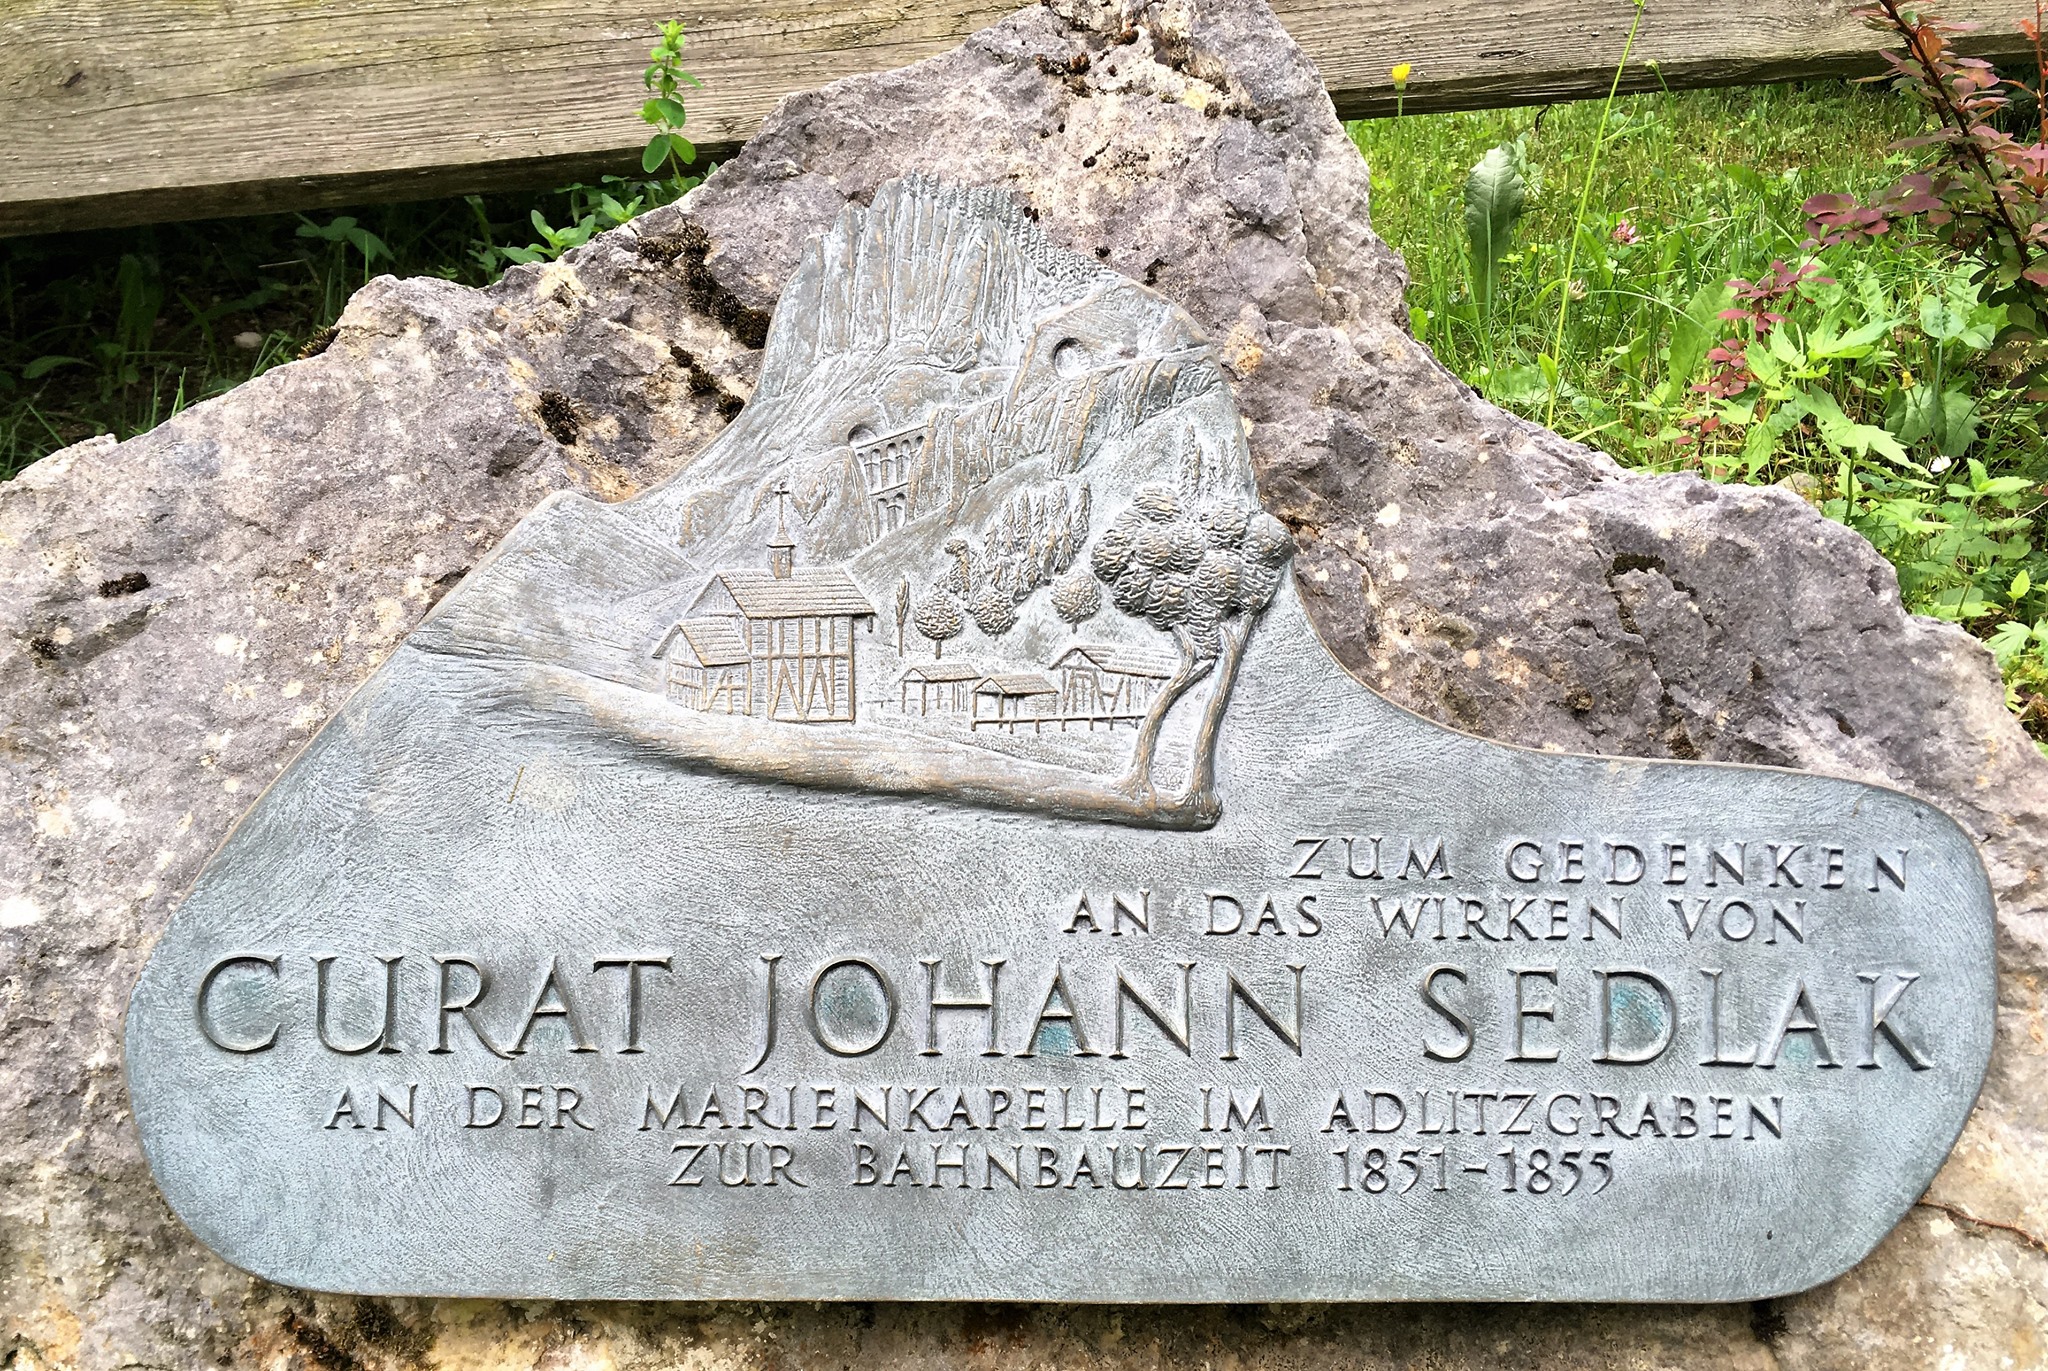 ZUM GEDENKEN
AN DAS WIRKEN VON
CURAT JOHANN SEDLAK
AN DER MARIENKAPELLE IM ADLITZGRABEN
ZUR BAHNBAUZEIT 1851-1855